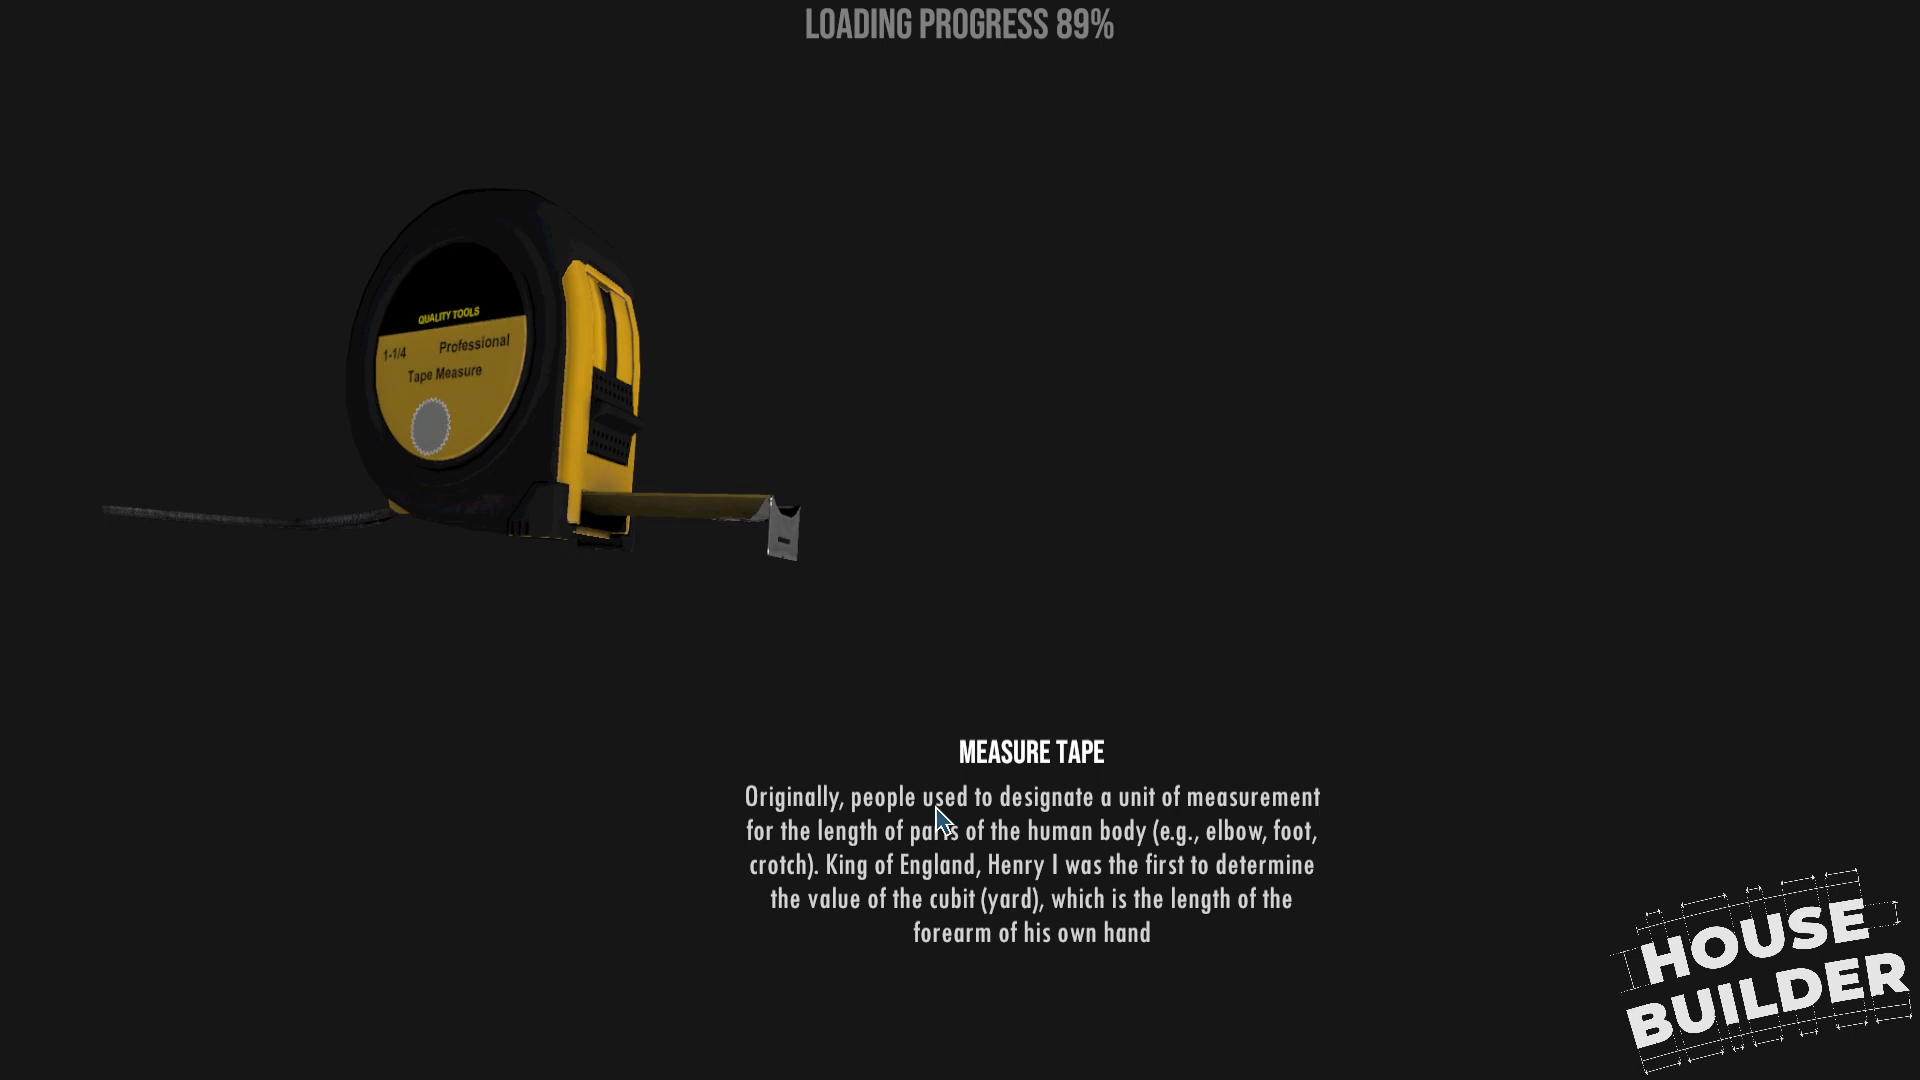 LOADING PROGRESS 89%
QUALITY TOOLS
1-1/4 Professional
Tape Measure
MEASURE TAPE
Originally, people used to designate a unit of measurement
for the length of parts of the human body (e.g., elbow, foot,
crotch). King of England, Henry I was the first to determine
the value of the cubit (yard), which is the length of the
forearm of his own hand
HOUSE
BUILDER